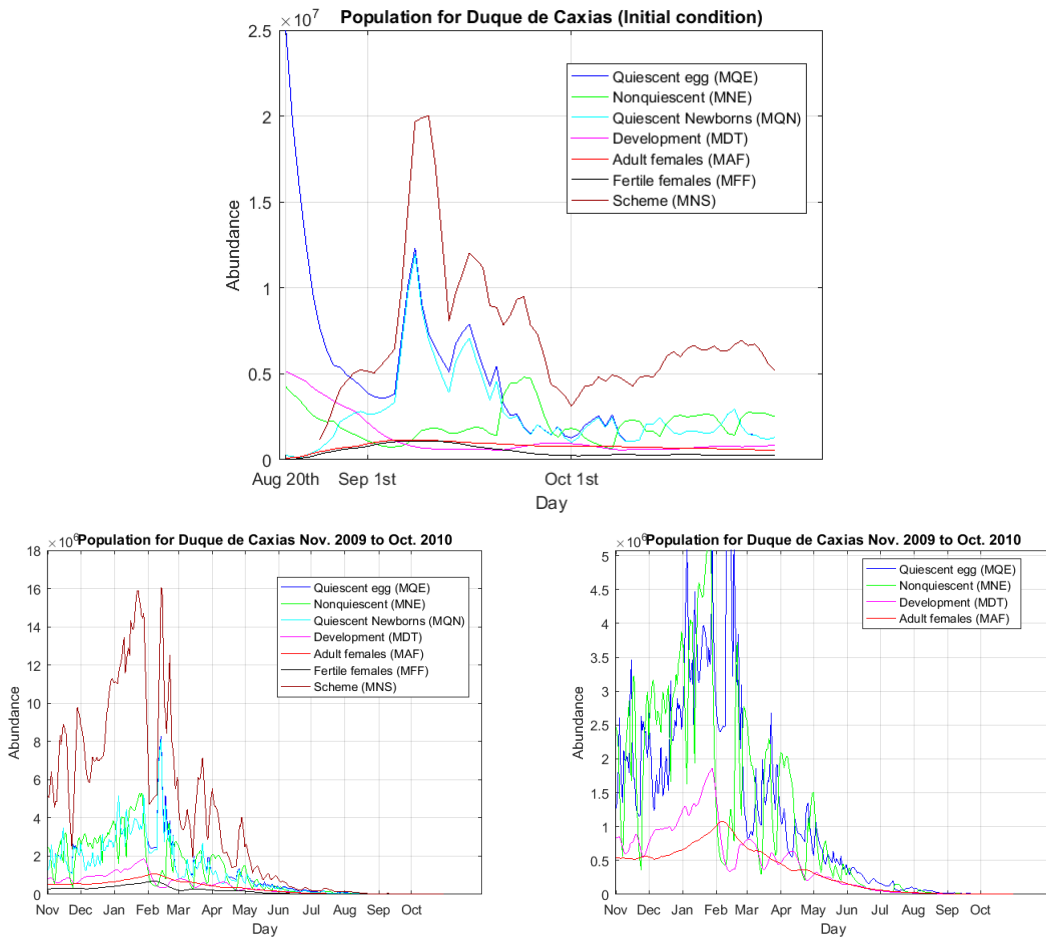 Population for Duque de Caxias (Initial condition)
×10⁷
2.5
2
1.5
1
0.5
0
Abundance
Quiescent egg (MQE)
Nonquiescent (MNE)
Quiescent Newborns (MQN)
Development (MDT)
Adult females (MAF)
Fertile females (MFF)
Scheme (MNS)
Aug 20th Sep 1st Oct 1st
Day
×10⁶
Population for Duque de Caxias Nov. 2009 to Oct. 2010
18
16
14
12
10
8
6
4
2
0
Abundance
Quiescent egg (MQE)
Nonquiescent (MNE)
Quiescent Newborns (MQN)
Development (MDT)
Adult females (MAF)
Fertile females (MFF)
Scheme (MNS)
Nov Dec Jan Feb Mar Apr May Jun Jul Aug Sep Oct
Day
×10⁶
Population for Duque de Caxias Nov. 2009 to Oct. 2010
5
4.5
4
3.5
3
2.5
2
1.5
1
0.5
0
Abundance
Quiescent egg (MQE)
Nonquiescent (MNE)
Development (MDT)
Adult females (MAF)
Nov Dec Jan Feb Mar Apr May Jun Jul Aug Sep Oct
Day